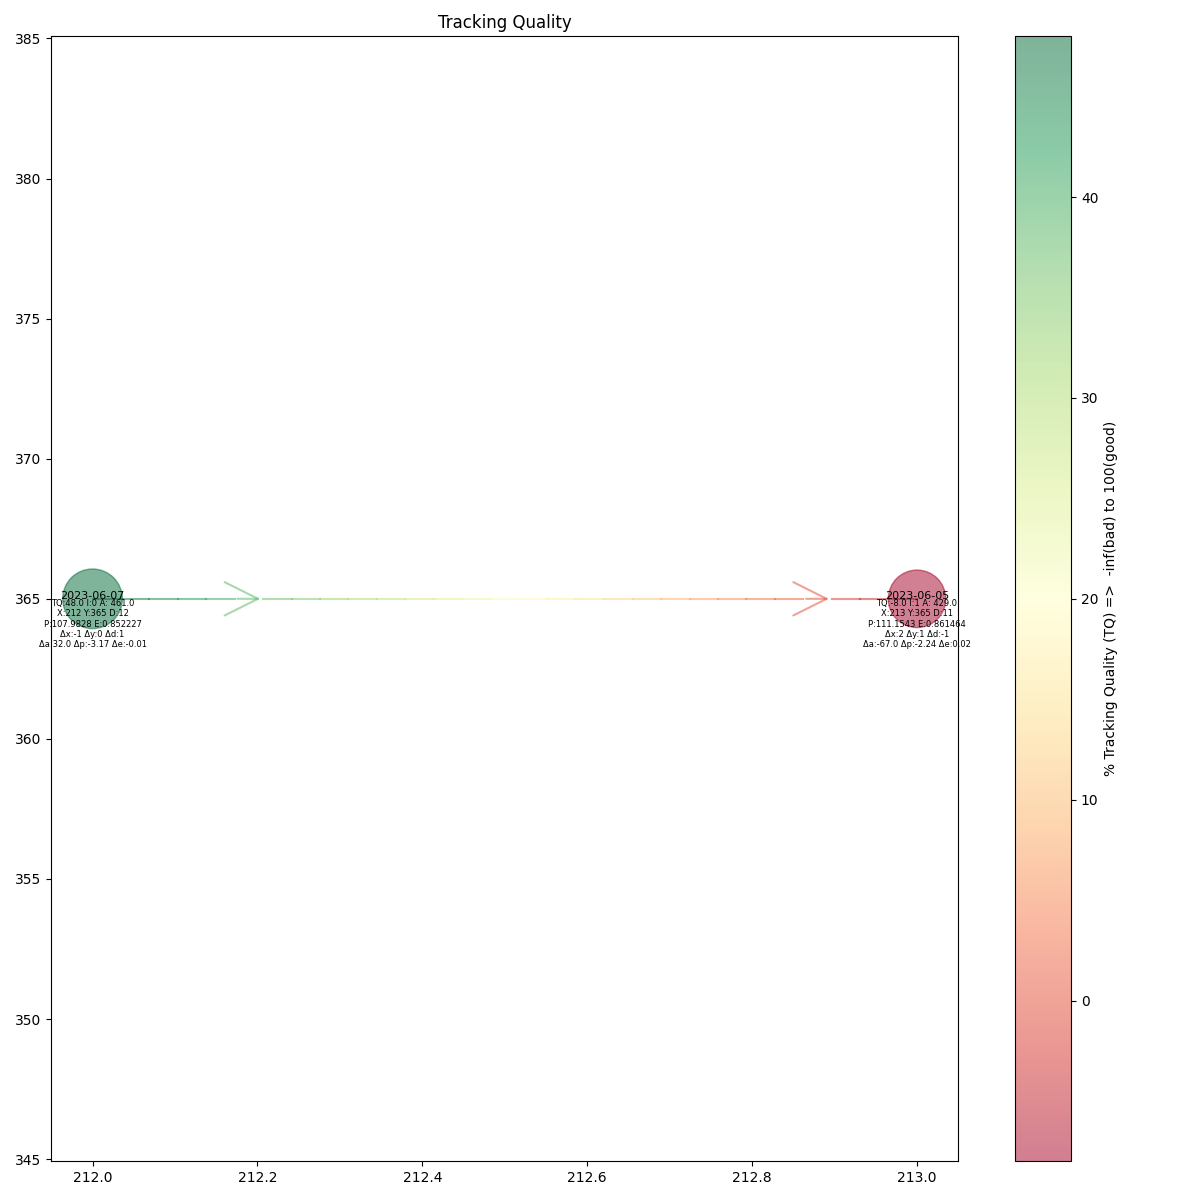 Tracking Quality
385
380
375
370
365
360
355
350
345
212.0
212.2
212.4
212.6
212.8
213.0
2023-06-07
TQ:48.0 I:0 A: 461.0
X:212 Y:365 D:12
P:107.9828 E:0.852227
Δx:-1 Δy:0 Δd:1
Δa:32.0 Δp:-3.17 Δe:-0.01
2023-06-05
TQ:-8.0 I:1 A: 429.0
X:213 Y:365 D:11
P:111.1543 E:0.861464
Δx:2 Δy:1 Δd:-1
Δa:-67.0 Δp:-2.24 Δe:0.02
40
30
20
10
0
% Tracking Quality (TQ) => -inf(bad) to 100(good)